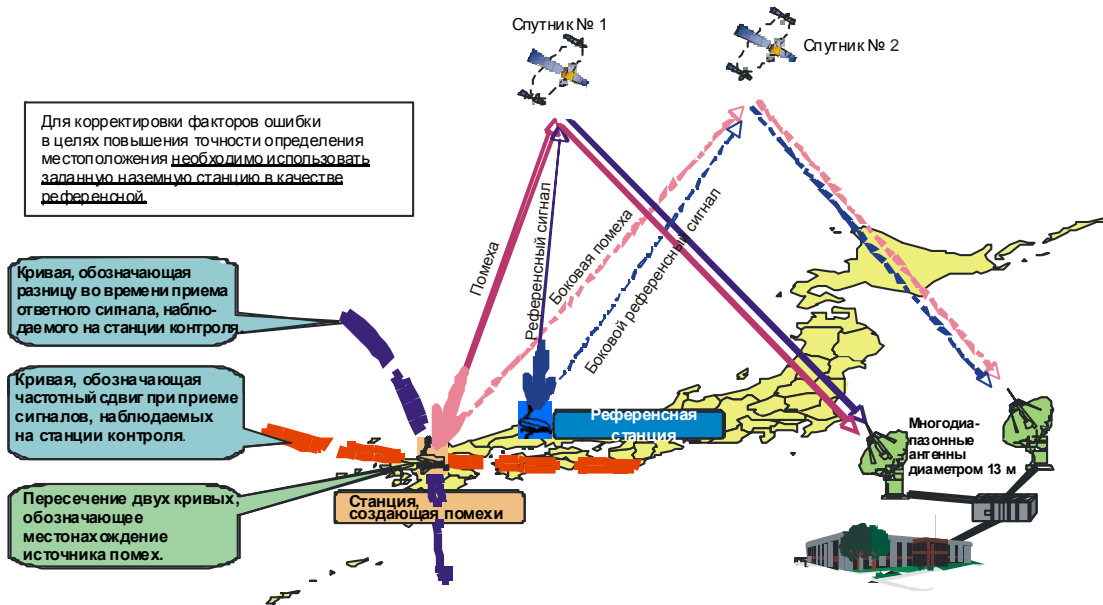 Спутник № 1
Спутник № 2
Для корректировки факторов ошибки
в целях повышения точности определения
местоположения необходимо использовать
заданную наземную станцию в качестве
референсной.
Помеха
Референсный сигнал
Боковая помеха
Боковой референсный сигнал
Кривая, обозначающая
разницу во времени приема
ответного сигнала, наблю-
даемого на станции контроля.
Кривая, обозначающая
частотный сдвиг при приеме
сигналов, наблюдаемых
на станции контроля.
Пересечение двух кривых,
обозначающее
местонахождение
источника помех.
Референсная
станция
Станция,
создающая помехи
Многодиа-
пазонные
антенны
диаметром 13 м